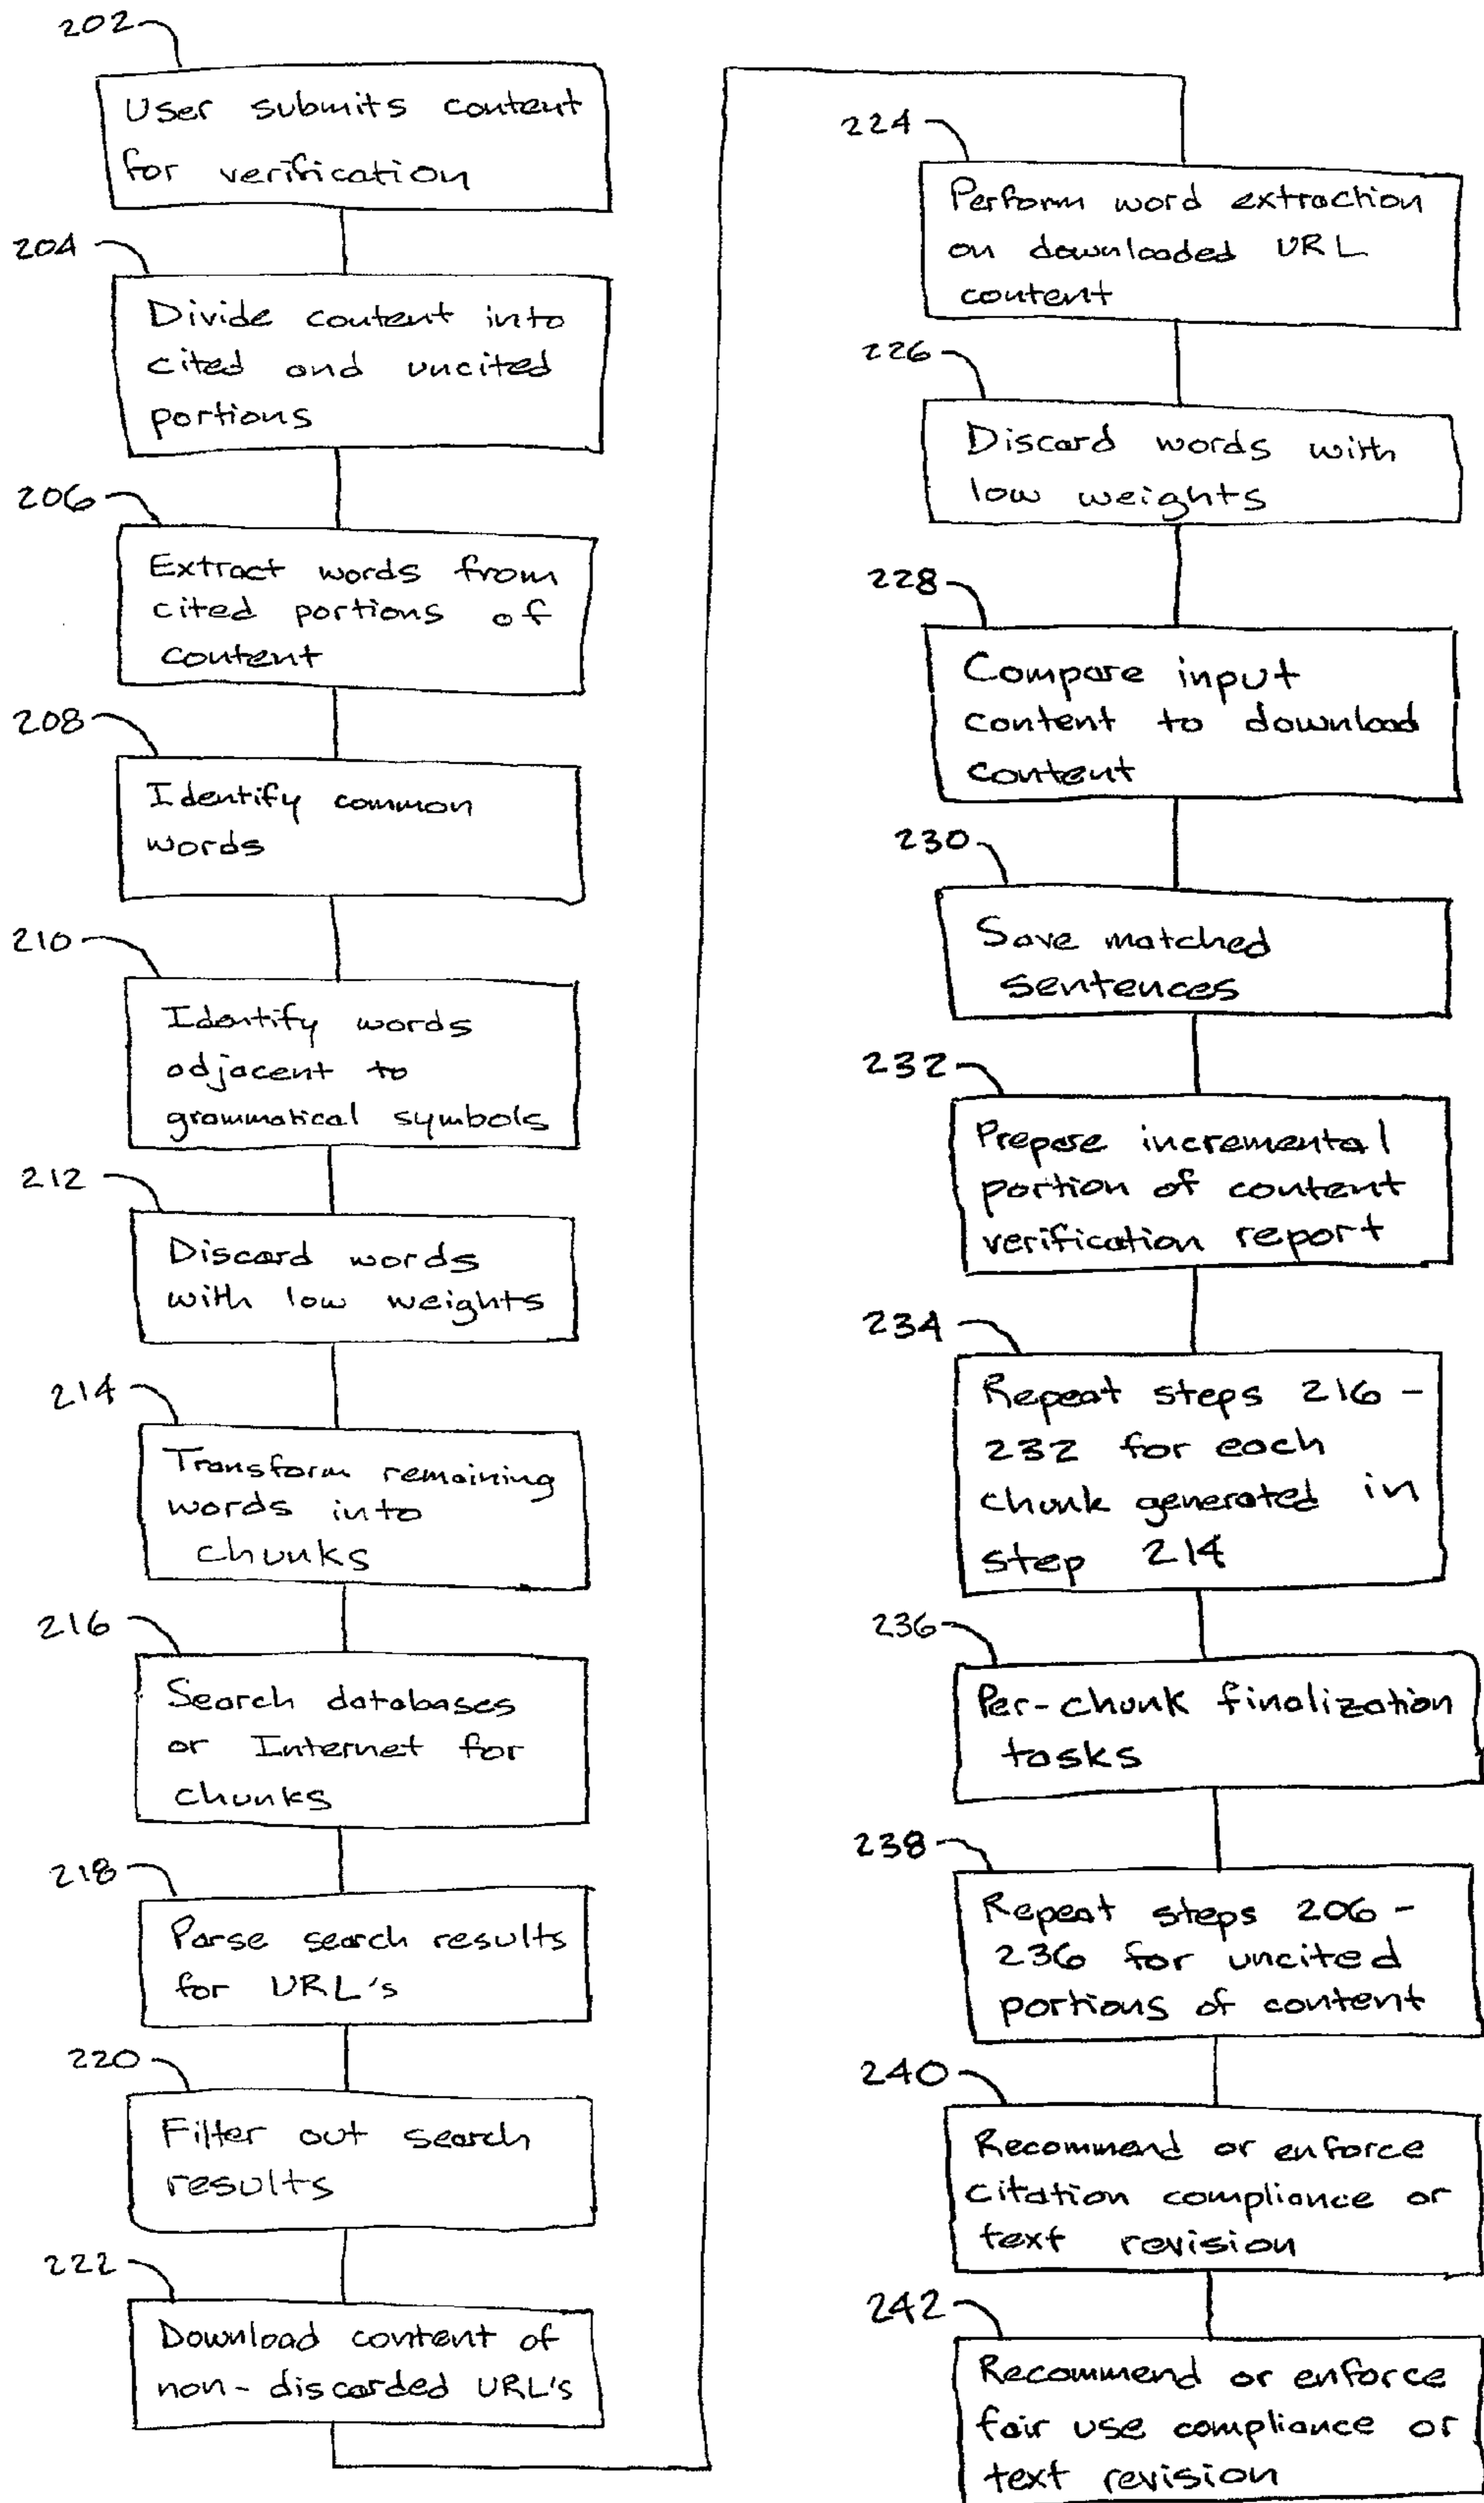 202
User submits content
for verification
204
Divide content into
cited and uncited
portions
206
Extract words from
cited portions of
content
208
Identify common
words
210
Identify words
adjacent to
grammatical symbols
212
Discard words
with low weights
214
Transform remaining
words into
chunks
216
Search databases
or Internet for
chunks
218
Parse search results
for URL's
220
Filter out search
results
222
Download content of
non-discarded URL's
224
Perform word extraction
on downloaded URL
content
226
Discard words with
low weights
228
Compare input
content to download
content
230
Save matched
sentences
232
Prepare incremental
portion of content
verification report
234
Repeat steps 216-
232 for each
chunk generated in
step 214
236
Per-chunk finalization
tasks
238
Repeat steps 206-
236 for uncited
portions of content
240
Recommend or enforce
citation compliance or
text revision
242
Recommend or enforce
fair use compliance or
text revision